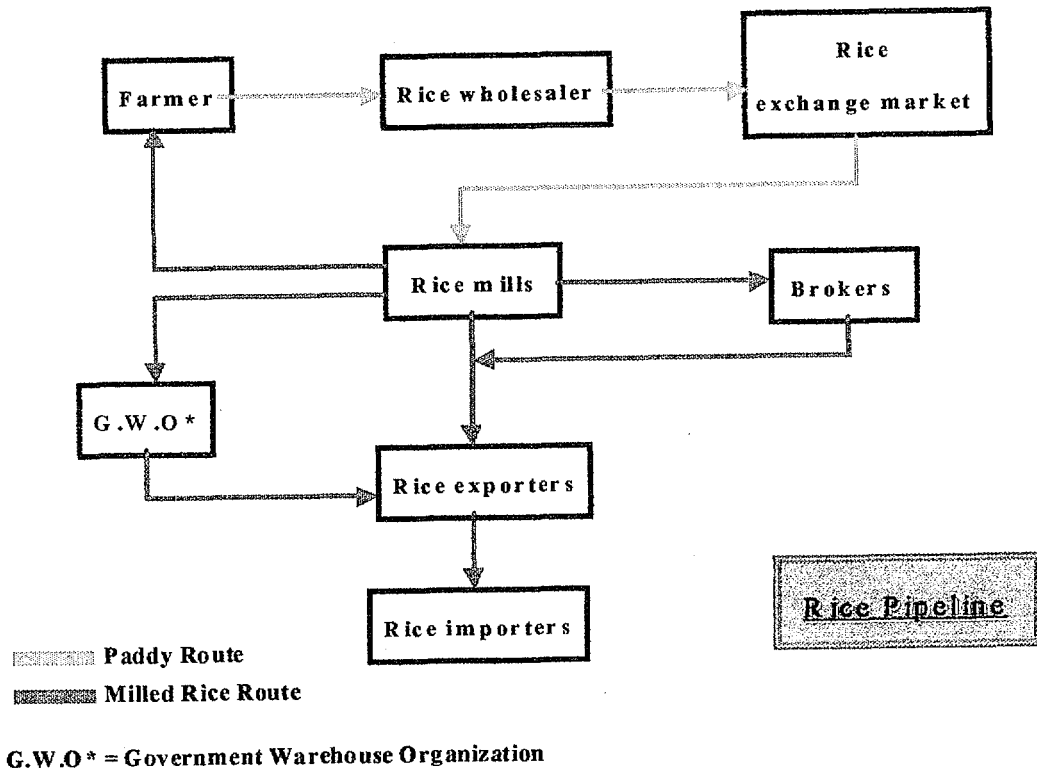 Rice
exchange market
Farmer
Rice wholesaler
Rice mills
Brokers
G.W.O*
Rice exporters
Rice importers
Rice Pipeline
Paddy Route
Milled Rice Route
G.W.O* = Government Warehouse Organization